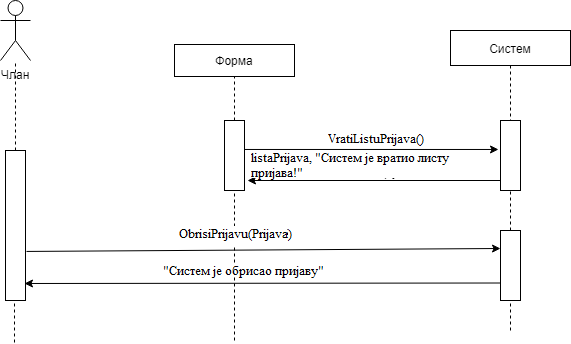 Члан
Форма
Систем
VratiListuPrijava()
listaPrijava, "Систем је вратио листу
пријава!"
ObrisiPrijavu(Prijava)
"Систем је обрисао пријаву"